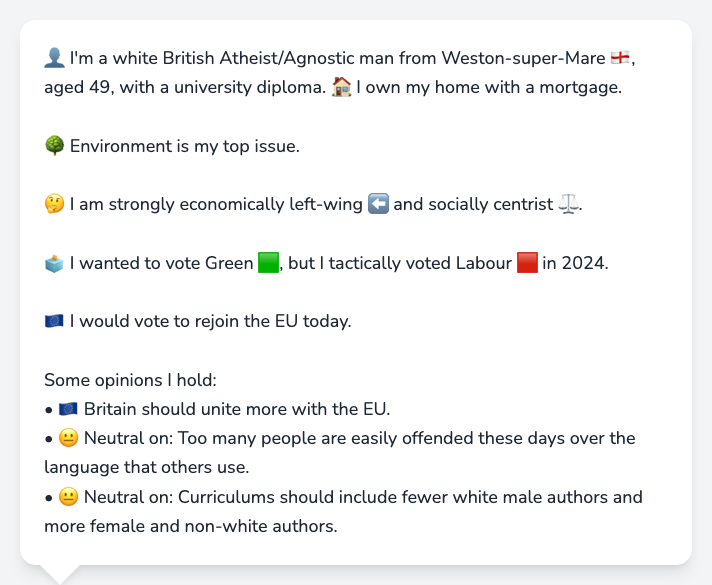 👤 I'm a white British Atheist/Agnostic man from Weston-super-Mare 🏴󠁧󠁢󠁥󠁮󠁧󠁿,
aged 49, with a university diploma. 🏠 I own my home with a mortgage.
🌳 Environment is my top issue.
🤔 I am strongly economically left-wing ⬅️ and socially centrist ⚖️.
🗳️ I wanted to vote Green 🟩, but I tactically voted Labour 🟥 in 2024.
🇪🇺 I would vote to rejoin the EU today.
Some opinions I hold:
• 🇪🇺 Britain should unite more with the EU.
• 😐 Neutral on: Too many people are easily offended these days over the
language that others use.
• 😐 Neutral on: Curriculums should include fewer white male authors and
more female and non-white authors.